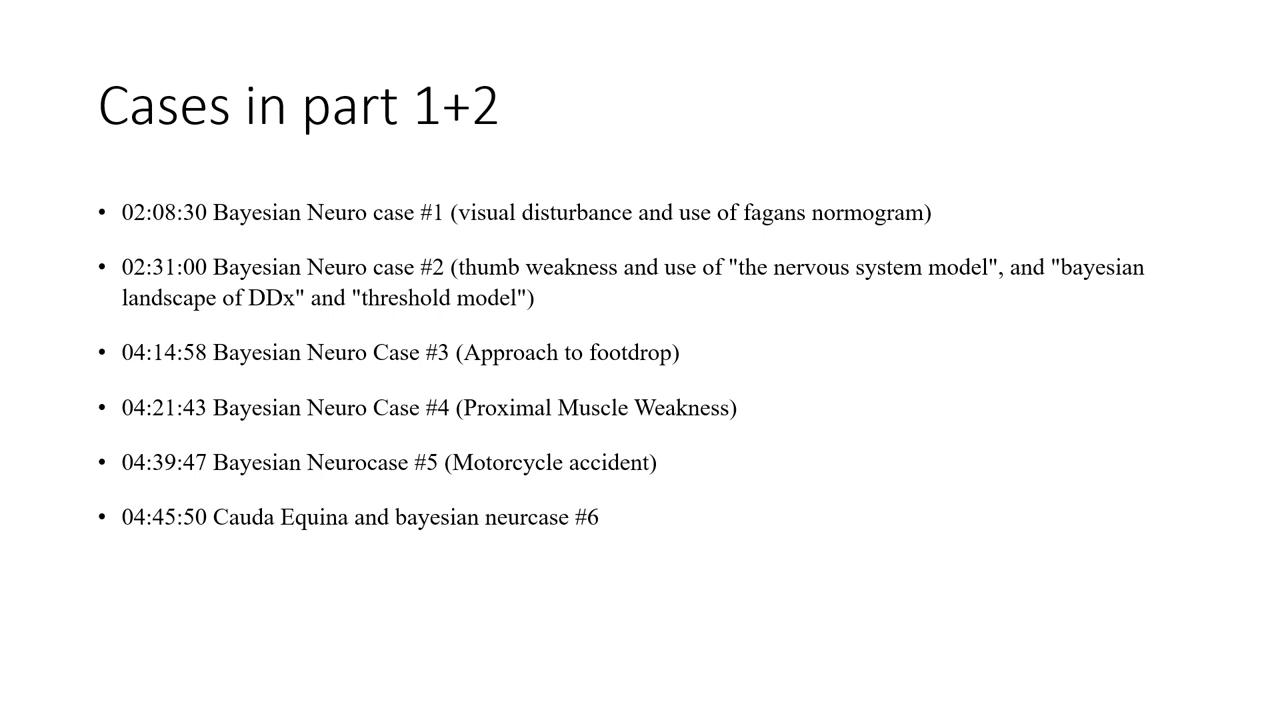 Cases in part 1+2
• 02:08:30 Bayesian Neuro case #1 (visual disturbance and use of fagans normogram)
• 02:31:00 Bayesian Neuro case #2 (thumb weakness and use of "the nervous system model", and "bayesian
landscape of DDx" and "threshold model")
• 04:14:58 Bayesian Neuro Case #3 (Approach to footdrop)
• 04:21:43 Bayesian Neuro Case #4 (Proximal Muscle Weakness)
• 04:39:47 Bayesian Neurocase #5 (Motorcycle accident)
• 04:45:50 Cauda Equina and bayesian neurcase #6